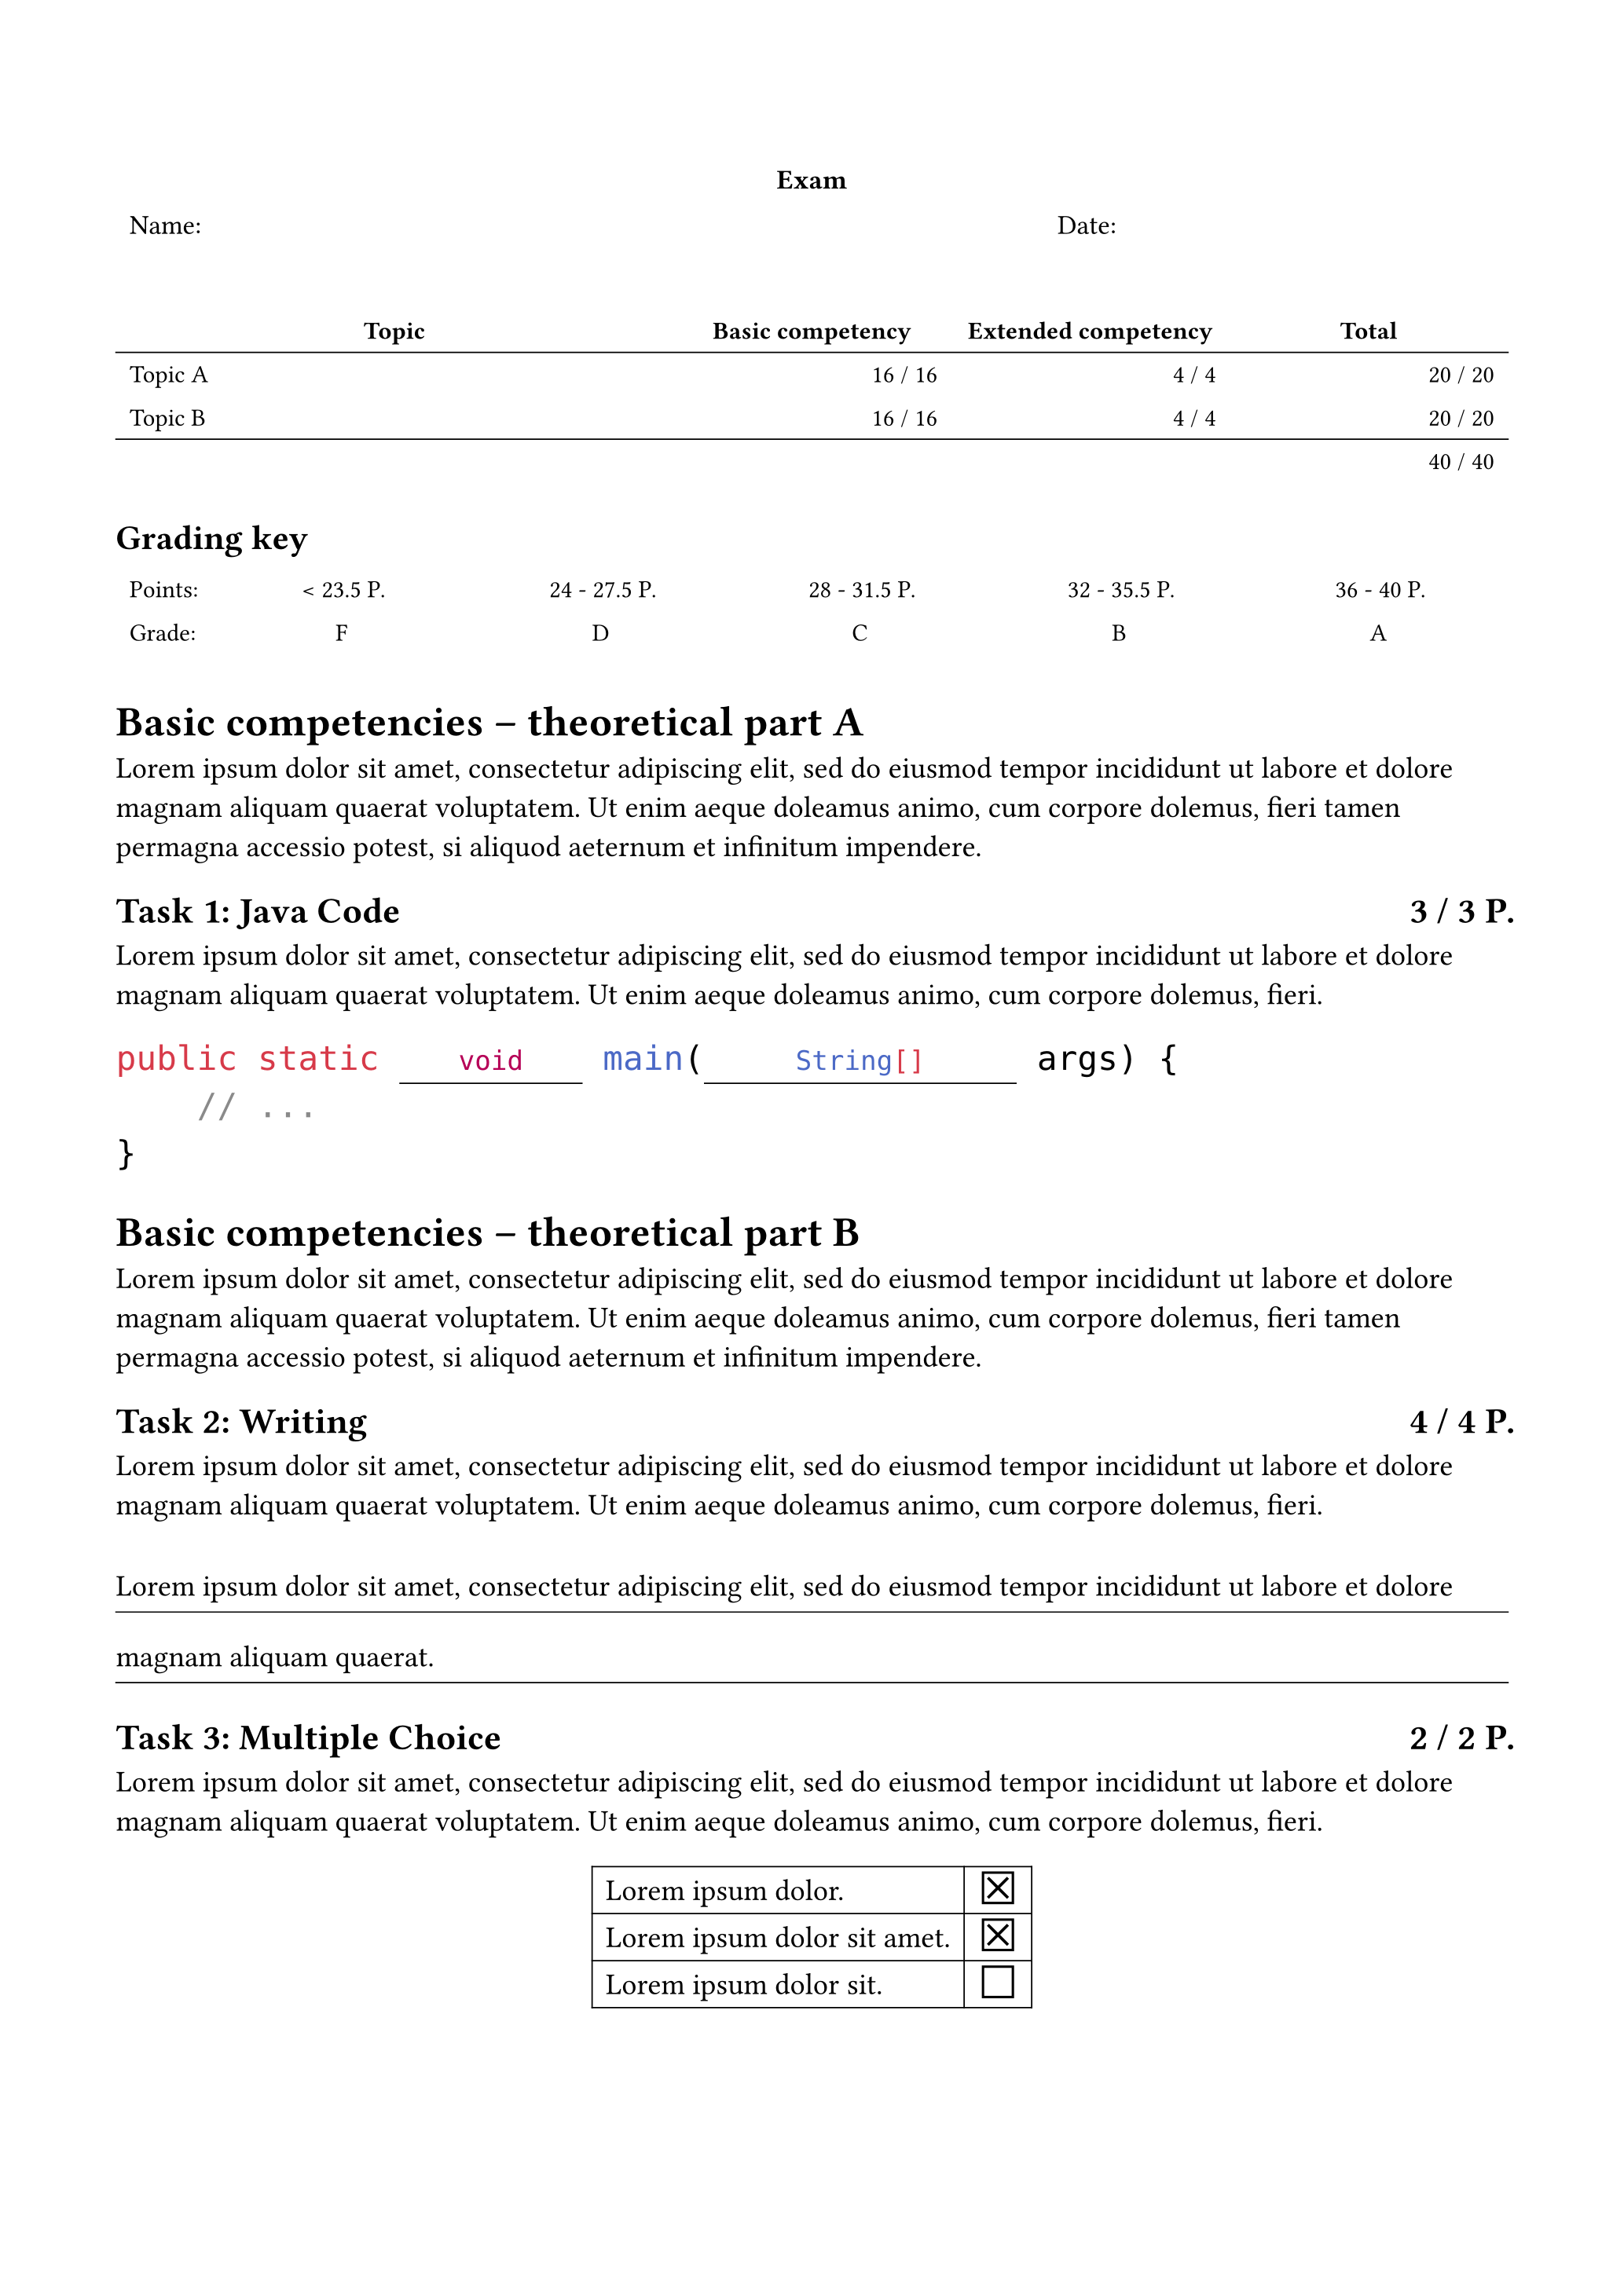 Exam
Name: Date:
Topic Basic competency Extended competency Total
Topic A 16 / 16 4 / 4 20 / 20
Topic B 16 / 16 4 / 4 20 / 20
40 / 40
Grading key
Points: < 23.5 P. 24 - 27.5 P. 28 - 31.5 P. 32 - 35.5 P. 36 - 40 P.
Grade: F D C B A
Basic competencies – theoretical part A
Lorem ipsum dolor sit amet, consectetur adipiscing elit, sed do eiusmod tempor incididunt ut labore et dolore
magnam aliquam quaerat voluptatem. Ut enim aeque doleamus animo, cum corpore dolemus, fieri tamen
permagna accessio potest, si aliquod aeternum et infinitum impendere.
Task 1: Java Code 3 / 3 P.
Lorem ipsum dolor sit amet, consectetur adipiscing elit, sed do eiusmod tempor incididunt ut labore et dolore
magnam aliquam quaerat voluptatem. Ut enim aeque doleamus animo, cum corpore dolemus, fieri.
public static void main(String[] args) {
    // ...
}
Basic competencies – theoretical part B
Lorem ipsum dolor sit amet, consectetur adipiscing elit, sed do eiusmod tempor incididunt ut labore et dolore
magnam aliquam quaerat voluptatem. Ut enim aeque doleamus animo, cum corpore dolemus, fieri tamen
permagna accessio potest, si aliquod aeternum et infinitum impendere.
Task 2: Writing 4 / 4 P.
Lorem ipsum dolor sit amet, consectetur adipiscing elit, sed do eiusmod tempor incididunt ut labore et dolore
magnam aliquam quaerat voluptatem. Ut enim aeque doleamus animo, cum corpore dolemus, fieri.
Lorem ipsum dolor sit amet, consectetur adipiscing elit, sed do eiusmod tempor incididunt ut labore et dolore
magnam aliquam quaerat.
Task 3: Multiple Choice 2 / 2 P.
Lorem ipsum dolor sit amet, consectetur adipiscing elit, sed do eiusmod tempor incididunt ut labore et dolore
magnam aliquam quaerat voluptatem. Ut enim aeque doleamus animo, cum corpore dolemus, fieri.
Lorem ipsum dolor. ☒
Lorem ipsum dolor sit amet. ☒
Lorem ipsum dolor sit. ☐